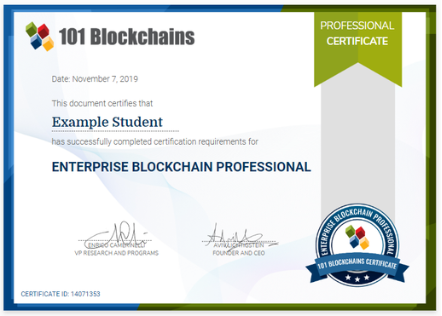 101 Blockchains
PROFESSIONAL
CERTIFICATE
Date: November 7, 2019
This document certifies that
Example Student
has successfully completed certification requirements for
ENTERPRISE BLOCKCHAIN PROFESSIONAL
ENRICO CAMERINELLI
VP RESEARCH AND PROGRAMS
AVIV LICHTIGSTEIN
FOUNDER AND CEO
ENTERPRISE BLOCKCHAIN PROFESSIONAL
101 BLOCKCHAINS CERTIFICATE
CERTIFICATE ID: 14071353